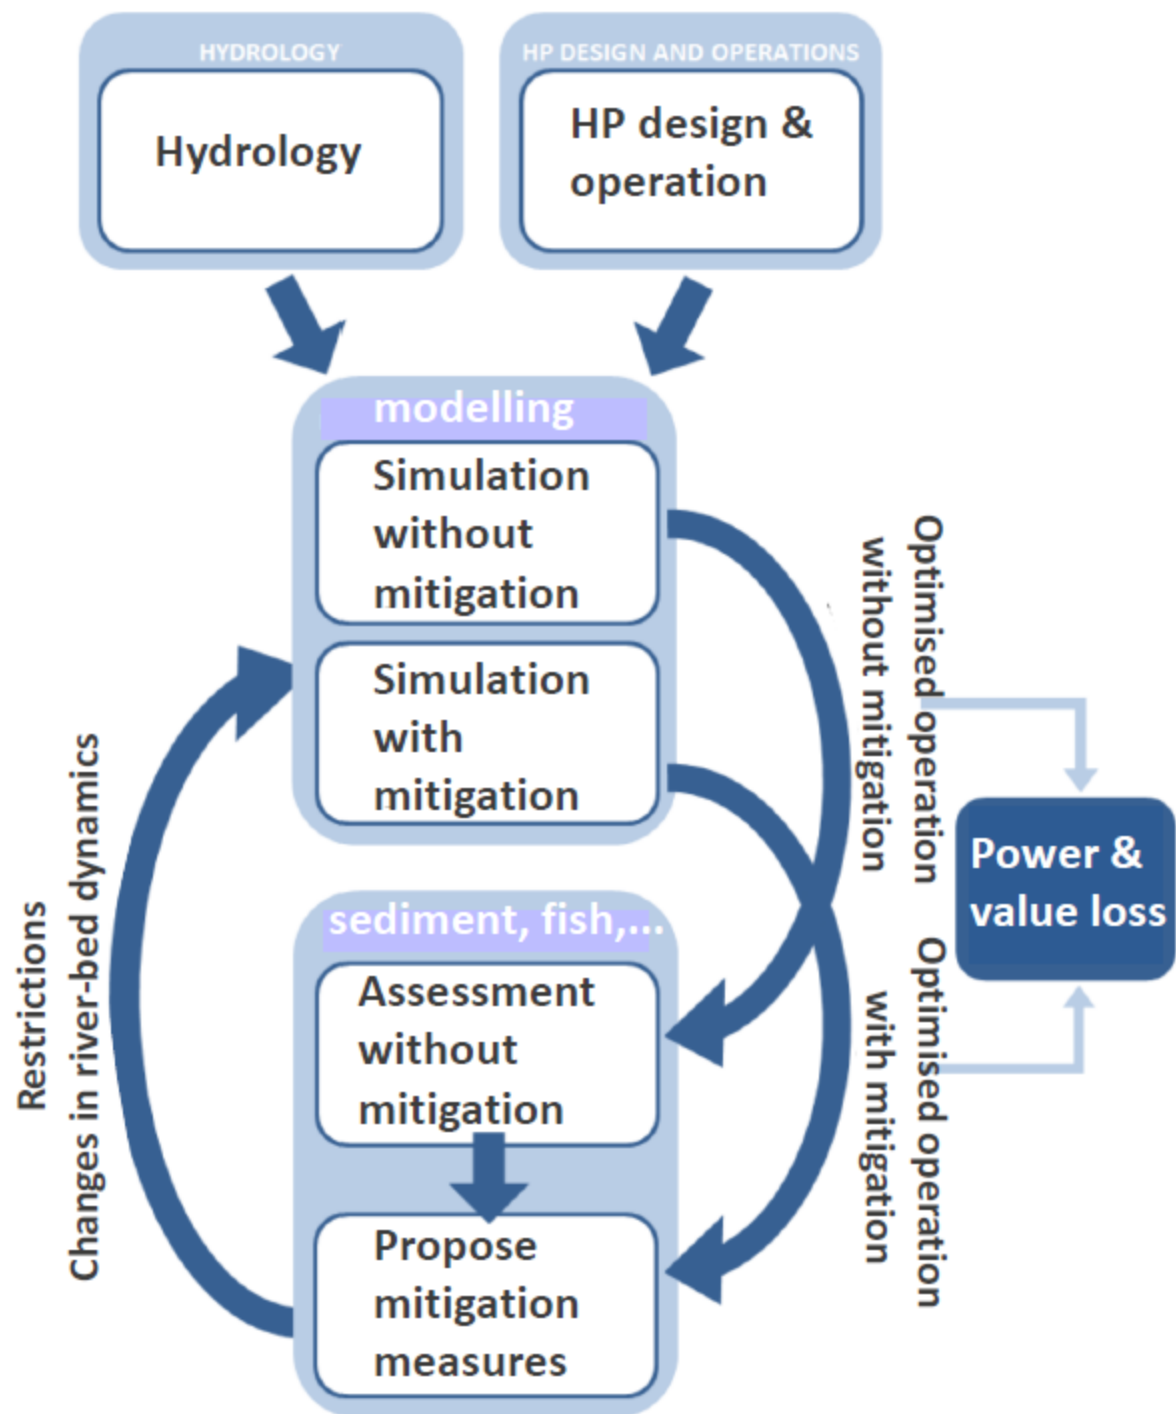 HYDROLOGY
Hydrology
HP DESIGN AND OPERATIONS
HP design &
operation
modelling
Simulation
without
mitigation
Simulation
with
mitigation
Optimised operation
without mitigation
Power &
value loss
Optimised operation
with mitigation
Restrictions
Changes in river-bed dynamics
sediment, fish,...
Assessment
without
mitigation
Propose
mitigation
measures